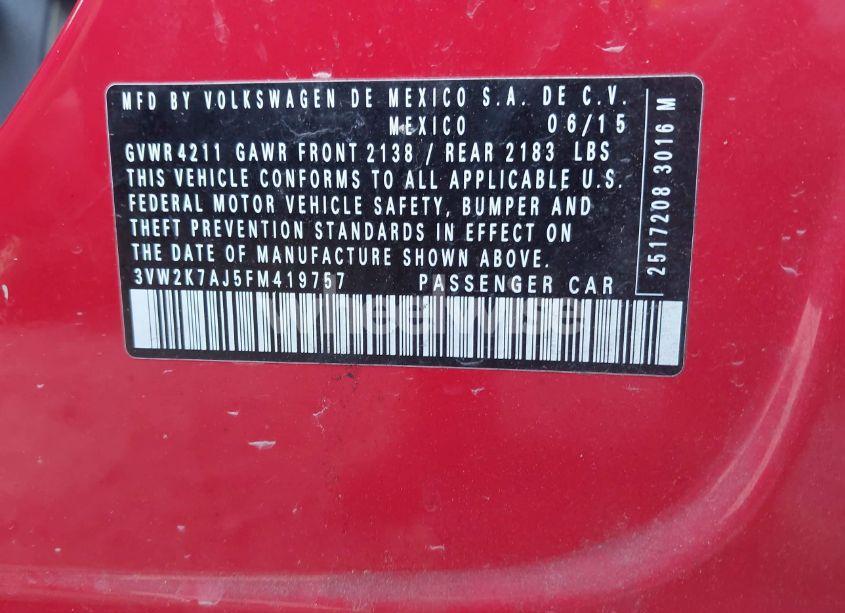 MFD BY VOLKSWAGEN DE MEXICO S.A. DE C.V.
MEXICO 06/15
GVWR 4211 GAWR FRONT 2138 / REAR 2183 LBS
THIS VEHICLE CONFORMS TO ALL APPLICABLE U.S.
FEDERAL MOTOR VEHICLE SAFETY, BUMPER AND
THEFT PREVENTION STANDARDS IN EFFECT ON
THE DATE OF MANUFACTURE SHOWN ABOVE.
3VW2K7AJ5FM419757 PASSENGER CAR
2517208 3016 M
Wheelwise